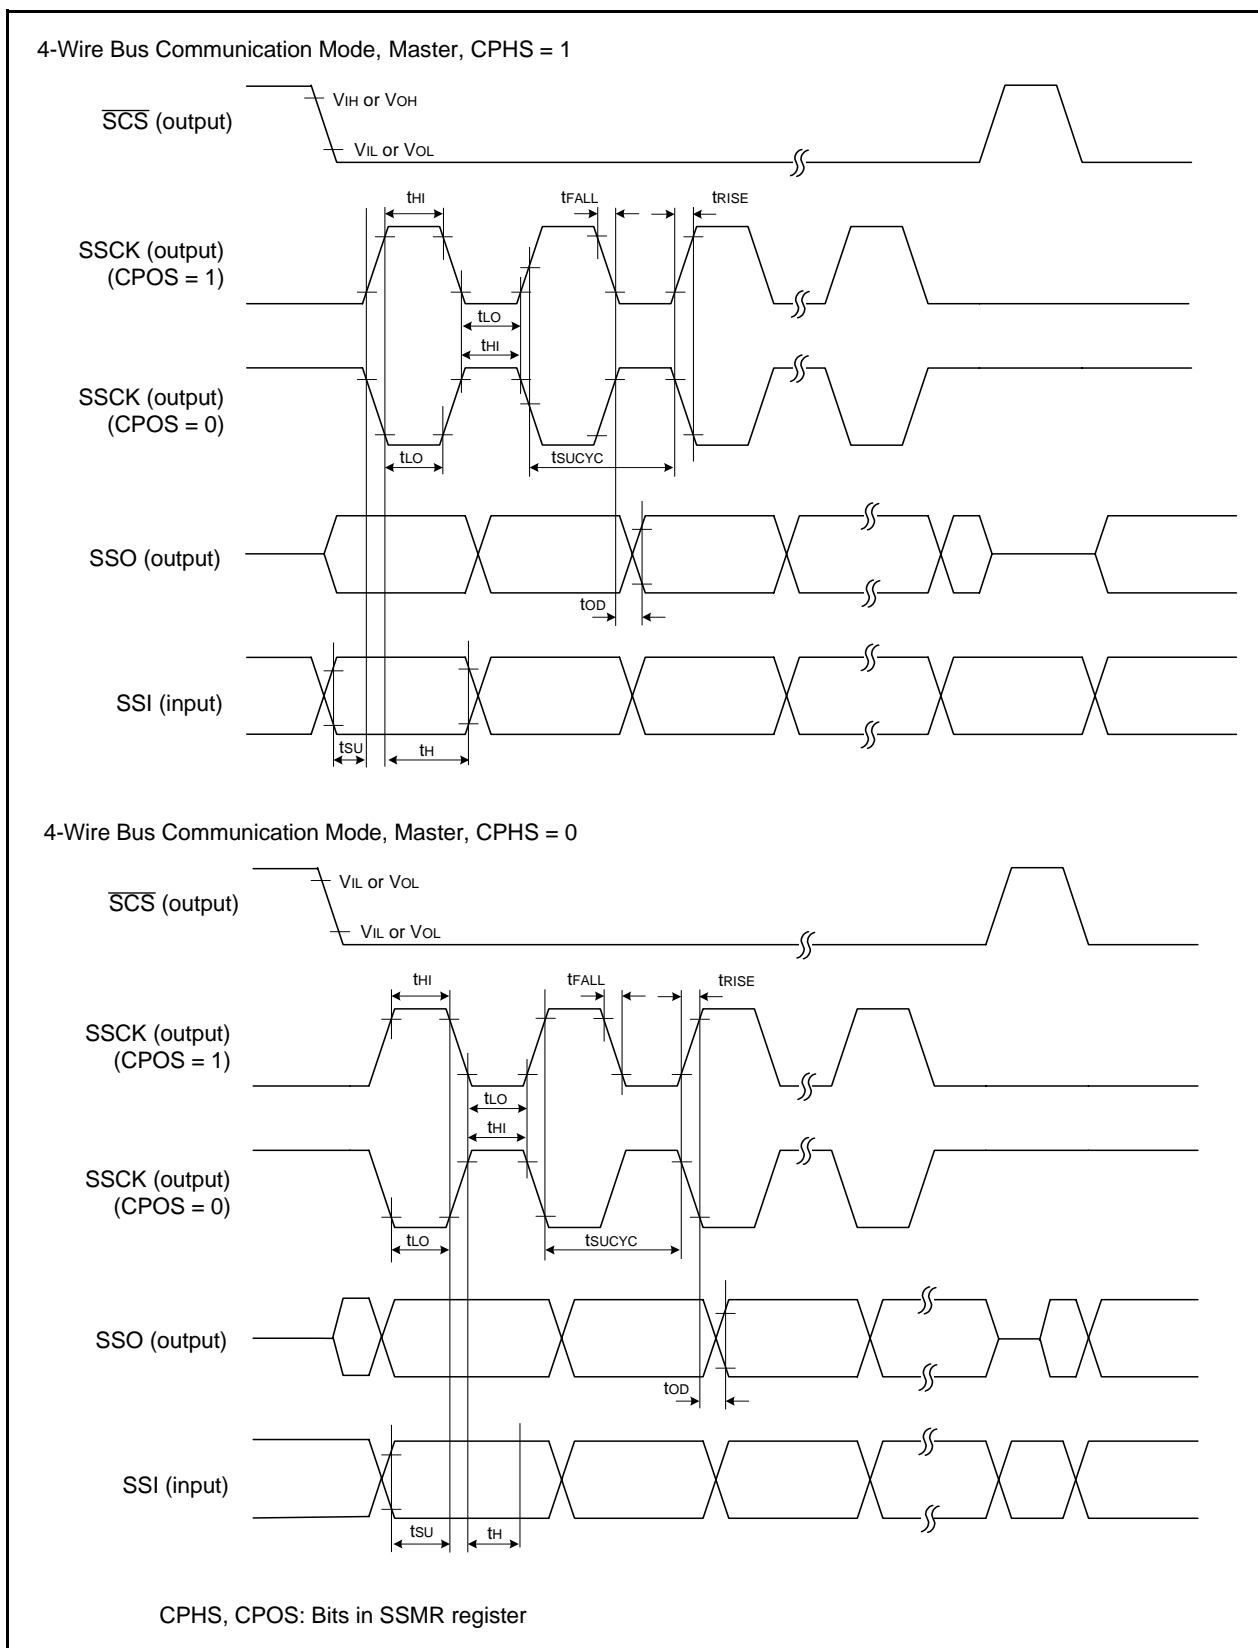 4-Wire Bus Communication Mode, Master, CPHS = 1
SCS (output)
VIH or VOH
VIL or VOL
tHI
tFALL
tRISE
SSCK (output)
(CPOS = 1)
tLO
tHI
SSCK (output)
(CPOS = 0)
tLO
tSUCYC
SSO (output)
tOD
SSI (input)
tSU
tH
4-Wire Bus Communication Mode, Master, CPHS = 0
SCS (output)
VIL or VOL
VIL or VOL
tHI
tFALL
tRISE
SSCK (output)
(CPOS = 1)
tLO
tHI
SSCK (output)
(CPOS = 0)
tLO
tSUCYC
SSO (output)
tOD
SSI (input)
tSU
tH
CPHS, CPOS: Bits in SSMR register